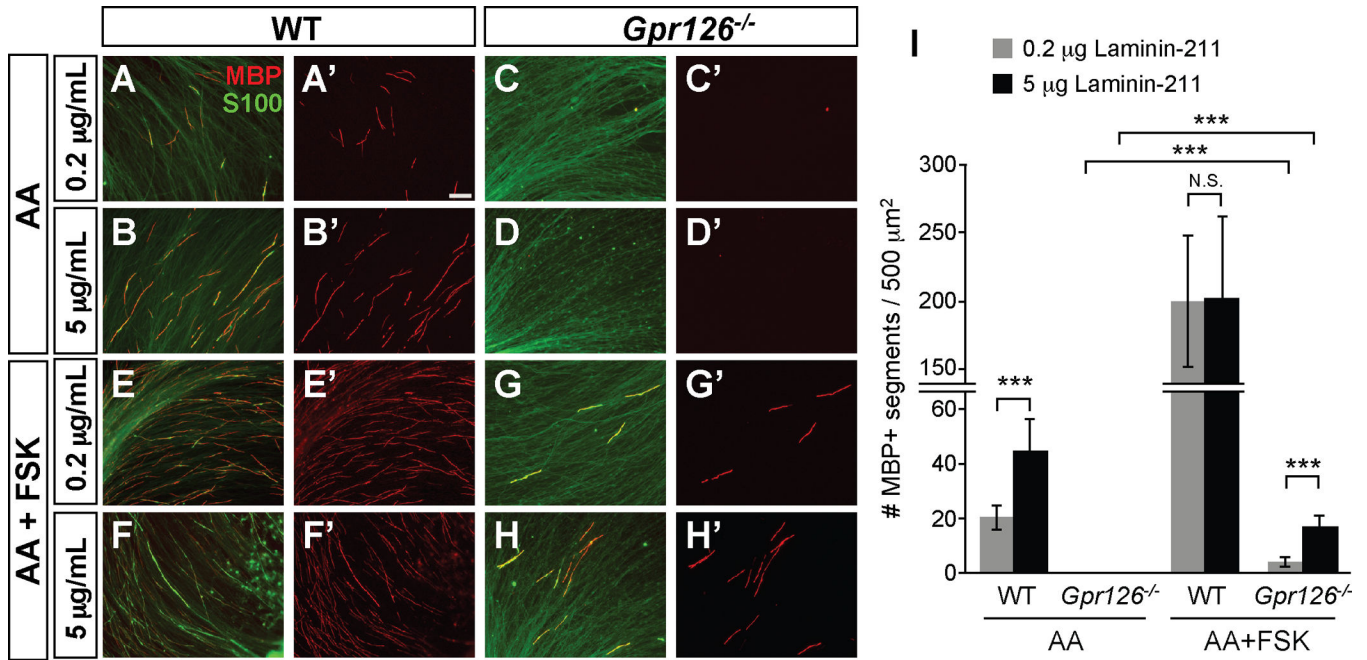 WT
Gpr126-/-
AA
0.2 µg/mL
A
MBP
S100
A'
C
C'
5 µg/mL
B
B'
D
D'
AA + FSK
0.2 µg/mL
E
E'
G
G'
5 µg/mL
F
F'
H
H'
I
0.2 µg Laminin-211
5 µg Laminin-211
# MBP+ segments / 500 µm²
300
250
200
150
60
40
20
0
***
***
***
N.S.
***
WT
Gpr126-/-
WT
Gpr126-/-
AA
AA+FSK